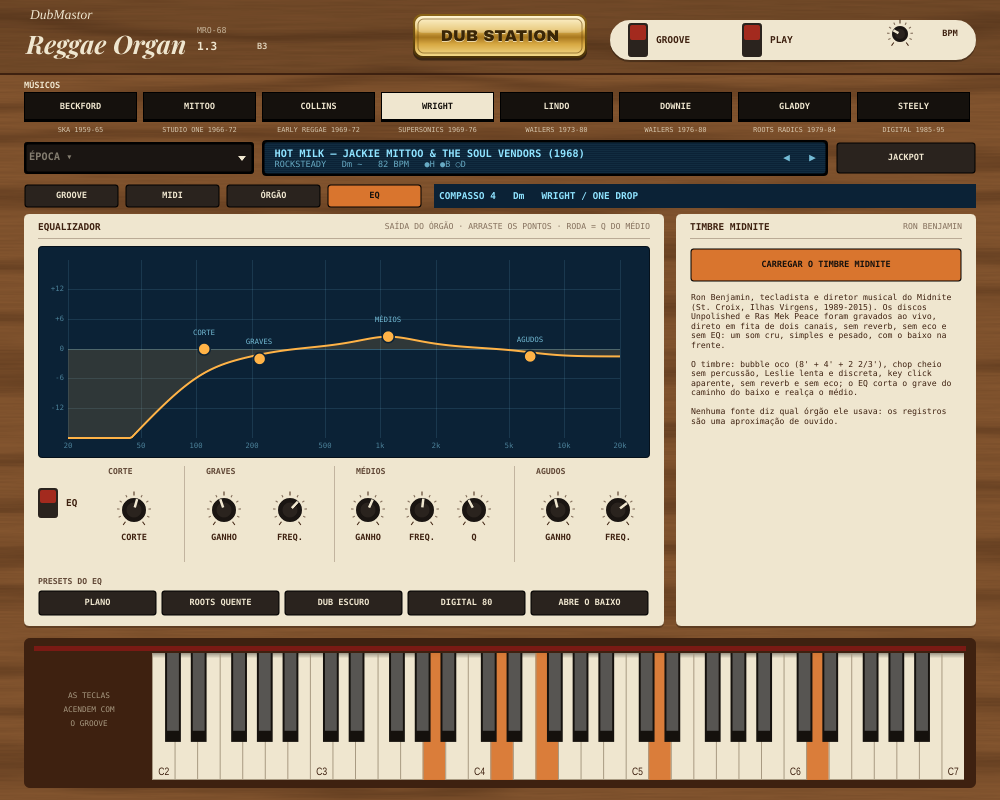 DubMastor
Reggae Organ
MRO-68
1.3
B3
DUB STATION
GROOVE
PLAY
BPM
MÚSICOS
BECKFORD
MITTOO
COLLINS
WRIGHT
LINDO
DOWNIE
GLADDY
STEELY
SKA 1959-65
STUDIO ONE 1966-72
EARLY REGGAE 1969-72
SUPERSONICS 1969-76
WAILERS 1973-80
WAILERS 1976-80
ROOTS RADICS 1979-84
DIGITAL 1985-95
ÉPOCA ▾
HOT MILK — JACKIE MITTOO & THE SOUL VENDORS (1968)
ROCKSTEADY Dm ~ 82 BPM ●H ●B ○D
JACKPOT
GROOVE
MIDI
ÓRGÃO
EQ
COMPASSO 4 Dm WRIGHT / ONE DROP
EQUALIZADOR
SAÍDA DO ÓRGÃO · ARRASTE OS PONTOS · RODA = Q DO MÉDIO
+12
+6
0
-6
-12
CORTE
GRAVES
MÉDIOS
AGUDOS
20
50
100
200
500
1k
2k
5k
10k
20k
CORTE
GRAVES
MÉDIOS
AGUDOS
EQ
CORTE
GANHO
FREQ.
GANHO
FREQ.
Q
GANHO
FREQ.
PRESETS DO EQ
PLANO
ROOTS QUENTE
DUB ESCURO
DIGITAL 80
ABRE O BAIXO
TIMBRE MIDNITE
RON BENJAMIN
CARREGAR O TIMBRE MIDNITE
Ron Benjamin, tecladista e diretor musical do Midnite
(St. Croix, Ilhas Virgens, 1989-2015). Os discos
Unpolished e Ras Mek Peace foram gravados ao vivo,
direto em fita de dois canais, sem reverb, sem eco e
sem EQ: um som cru, simples e pesado, com o baixo na
frente.
O timbre: bubble oco (8' + 4' + 2 2/3'), chop cheio
sem percussão, Leslie lenta e discreta, key click
aparente, sem reverb e sem eco; o EQ corta o grave do
caminho do baixo e realça o médio.
Nenhuma fonte diz qual órgão ele usava: os registros
são uma aproximação de ouvido.
AS TECLAS
ACENDEM COM
O GROOVE
C2
C3
C4
C5
C6
C7